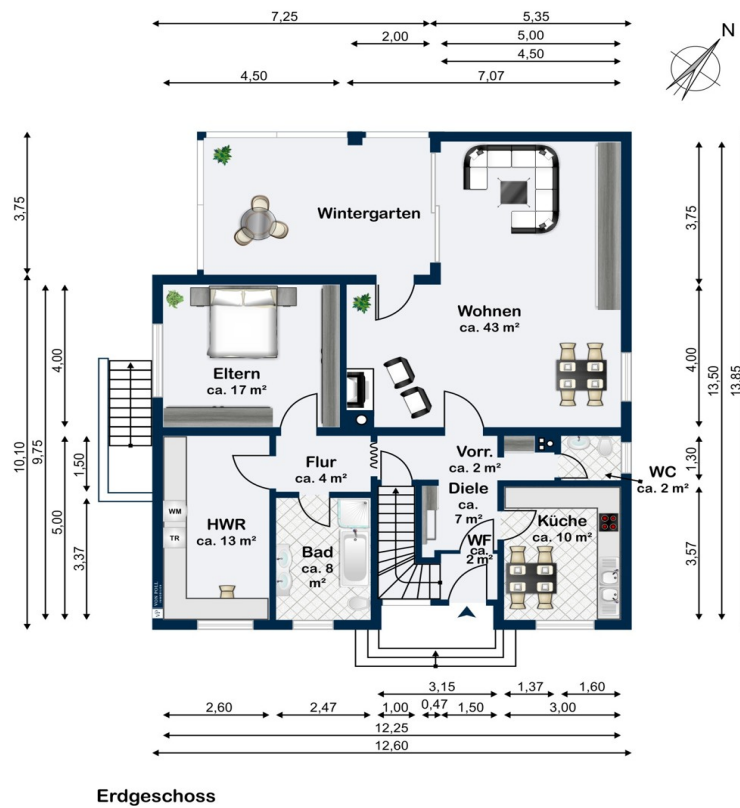 7,25 5,35
2,00 5,00
4,50
4,50 7,07
N
3,75
Wintergarten
3,75
Wohnen
ca. 43 m²
Eltern
ca. 17 m²
4,00
4,00
13,50
13,85
10,10
9,75
5,00
1,50
3,37
Flur
ca. 4 m²
Vorr.
ca. 2 m²
WC
ca. 2 m²
1,30
Diele
ca.
7 m²
WM
TR
HWR
ca. 13 m²
Bad
ca. 8
m²
WF
ca.
2 m²
Küche
ca. 10 m²
3,57
VON POLL
VP
3,15 1,37 1,60
2,60 2,47 1,00 0,47 1,50 3,00
12,25
12,60
Erdgeschoss